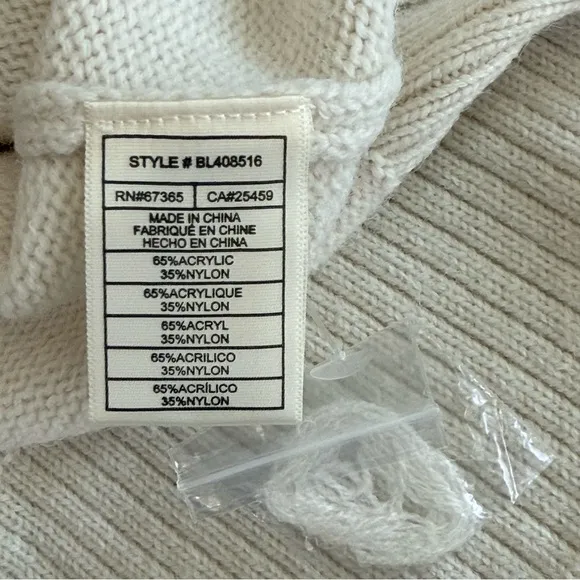 STYLE # BL408516
RN#67365 CA#25459
MADE IN CHINA
FABRIQUÉ EN CHINE
HECHO EN CHINA
65%ACRYLIC
35%NYLON
65%ACRYLIQUE
35%NYLON
65%ACRYL
35%NYLON
65%ACRILICO
35%NYLON
65%ACRÍLICO
35%NYLON